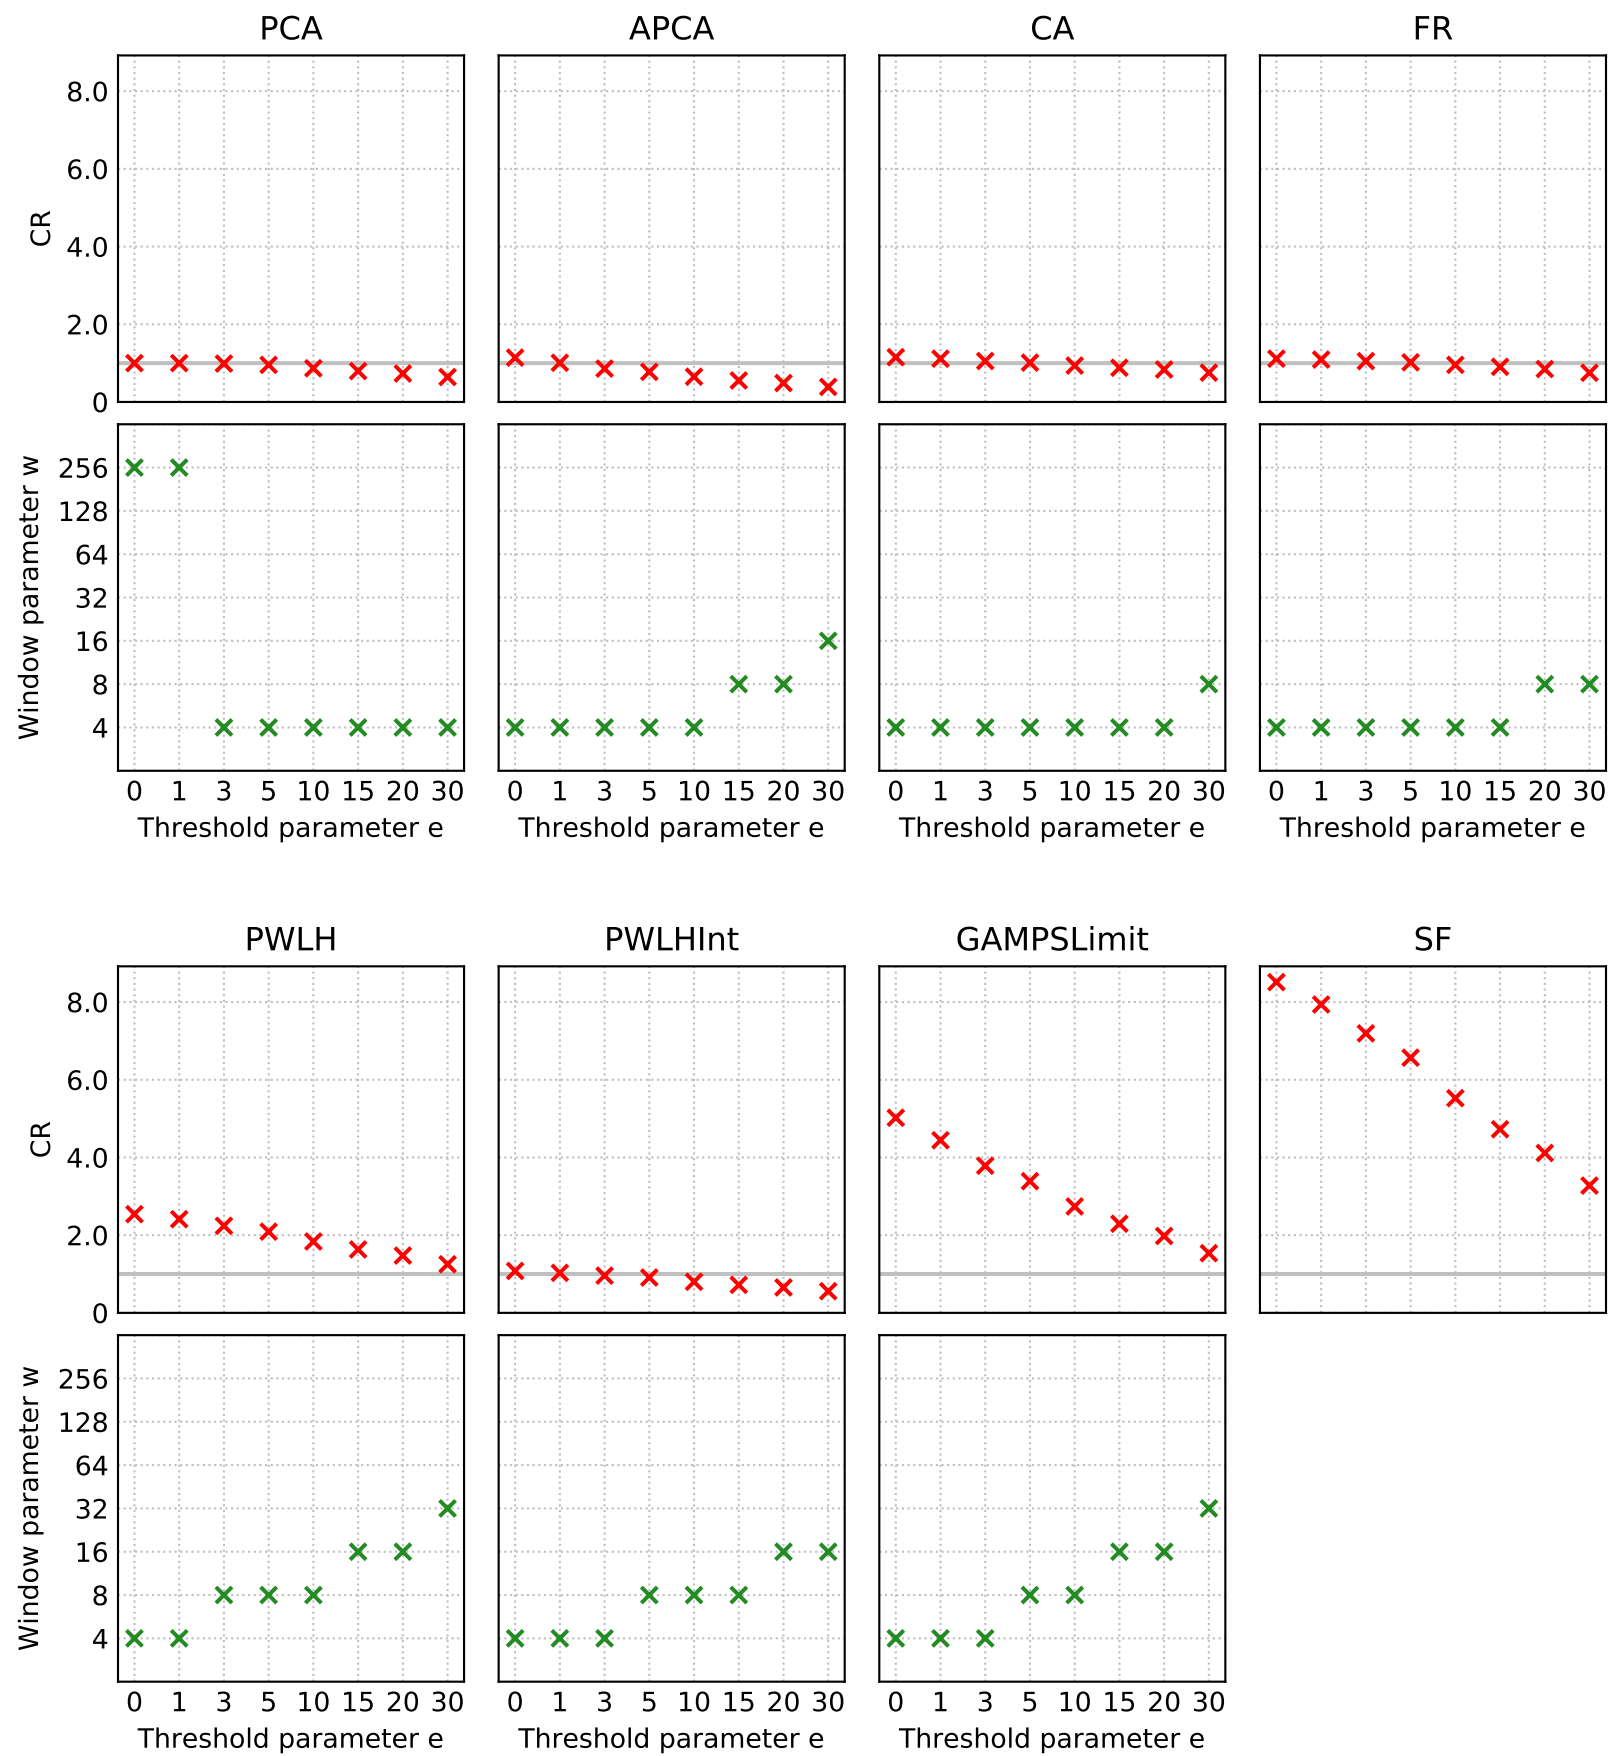 PCA APCA CA FR
8.0
6.0
4.0
2.0
0
CR
256
128
64
32
16
8
4
Window parameter w
0 1 3 5 10 15 20 30 0 1 3 5 10 15 20 30 0 1 3 5 10 15 20 30 0 1 3 5 10 15 20 30
Threshold parameter e Threshold parameter e Threshold parameter e Threshold parameter e
PWLH PWLHInt GAMPSLimit SF
8.0
6.0
4.0
2.0
0
CR
256
128
64
32
16
8
4
Window parameter w
0 1 3 5 10 15 20 30 0 1 3 5 10 15 20 30 0 1 3 5 10 15 20 30
Threshold parameter e Threshold parameter e Threshold parameter e